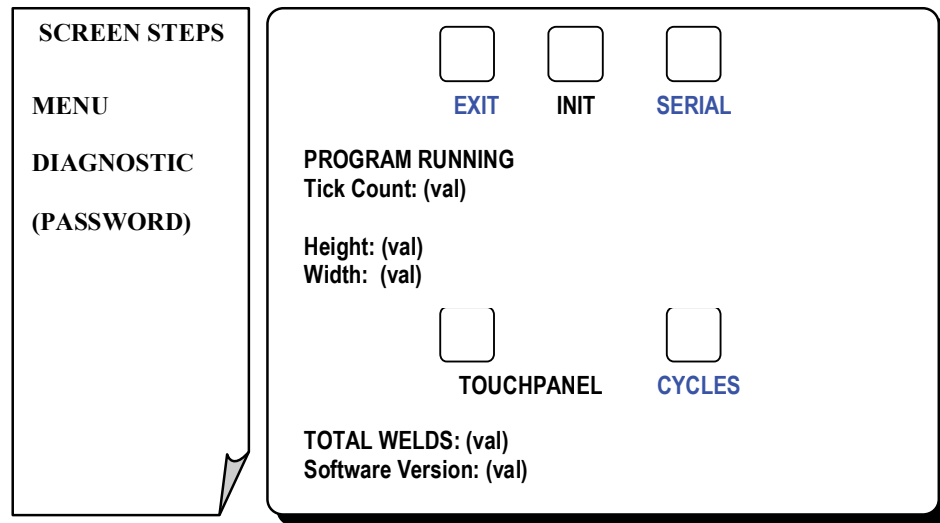 SCREEN STEPS
MENU
DIAGNOSTIC
(PASSWORD)
EXIT INIT SERIAL
PROGRAM RUNNING
Tick Count: (val)
Height: (val)
Width: (val)
TOUCHPANEL CYCLES
TOTAL WELDS: (val)
Software Version: (val)